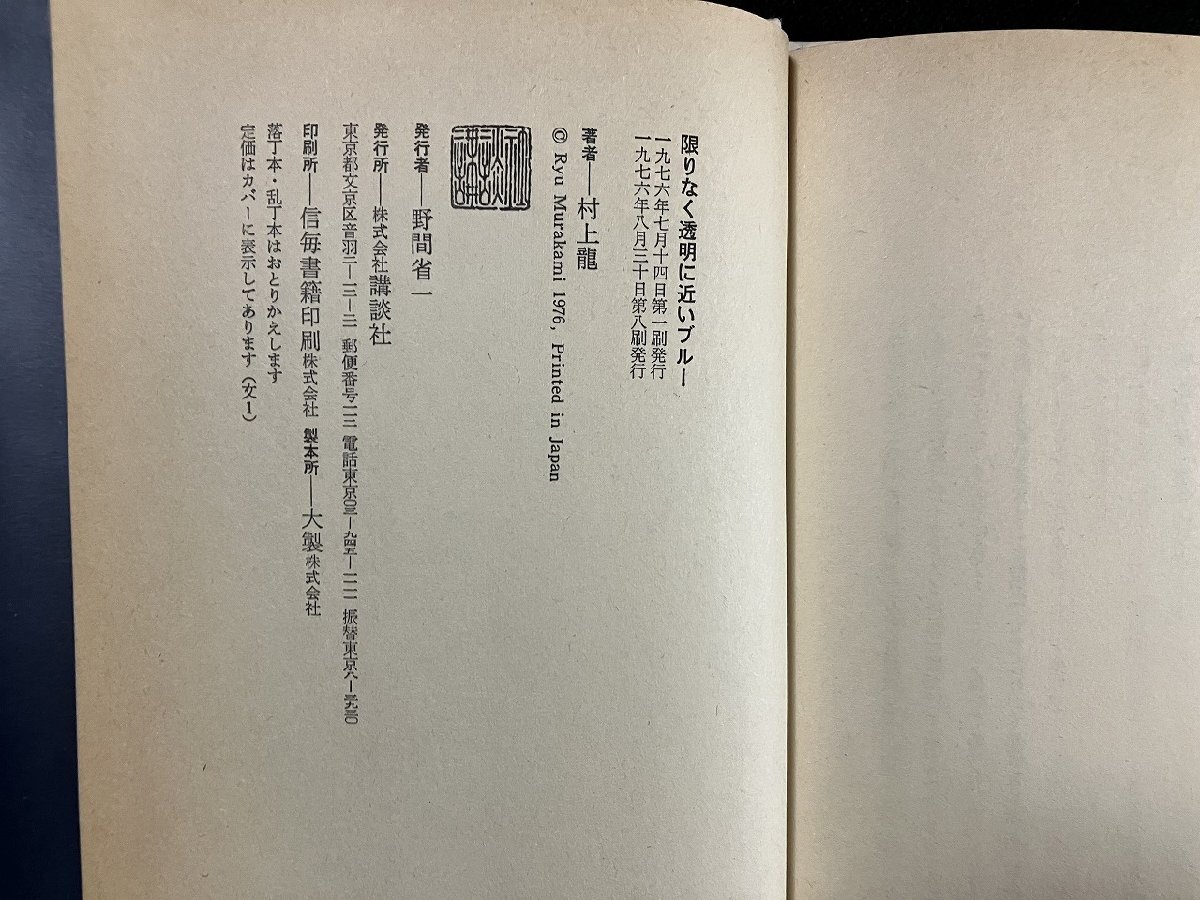 限りなく透明に近いブルー
一九七六年七月十四日第一刷発行
一九七六年八月三十日第八刷発行
著者——村上龍
© Ryu Murakami 1976, Printed in Japan
講談社
発行者——野間省一
発行所——株式会社講談社
東京都文京区音羽二—一二—二一 郵便番号一一二 電話東京〇三—九四五—一一一一 振替東京八—三九三〇
印刷所——信毎書籍印刷株式会社 製本所——大製株式会社
落丁本・乱丁本はおとりかえします
定価はカバーに表示してあります (文1)